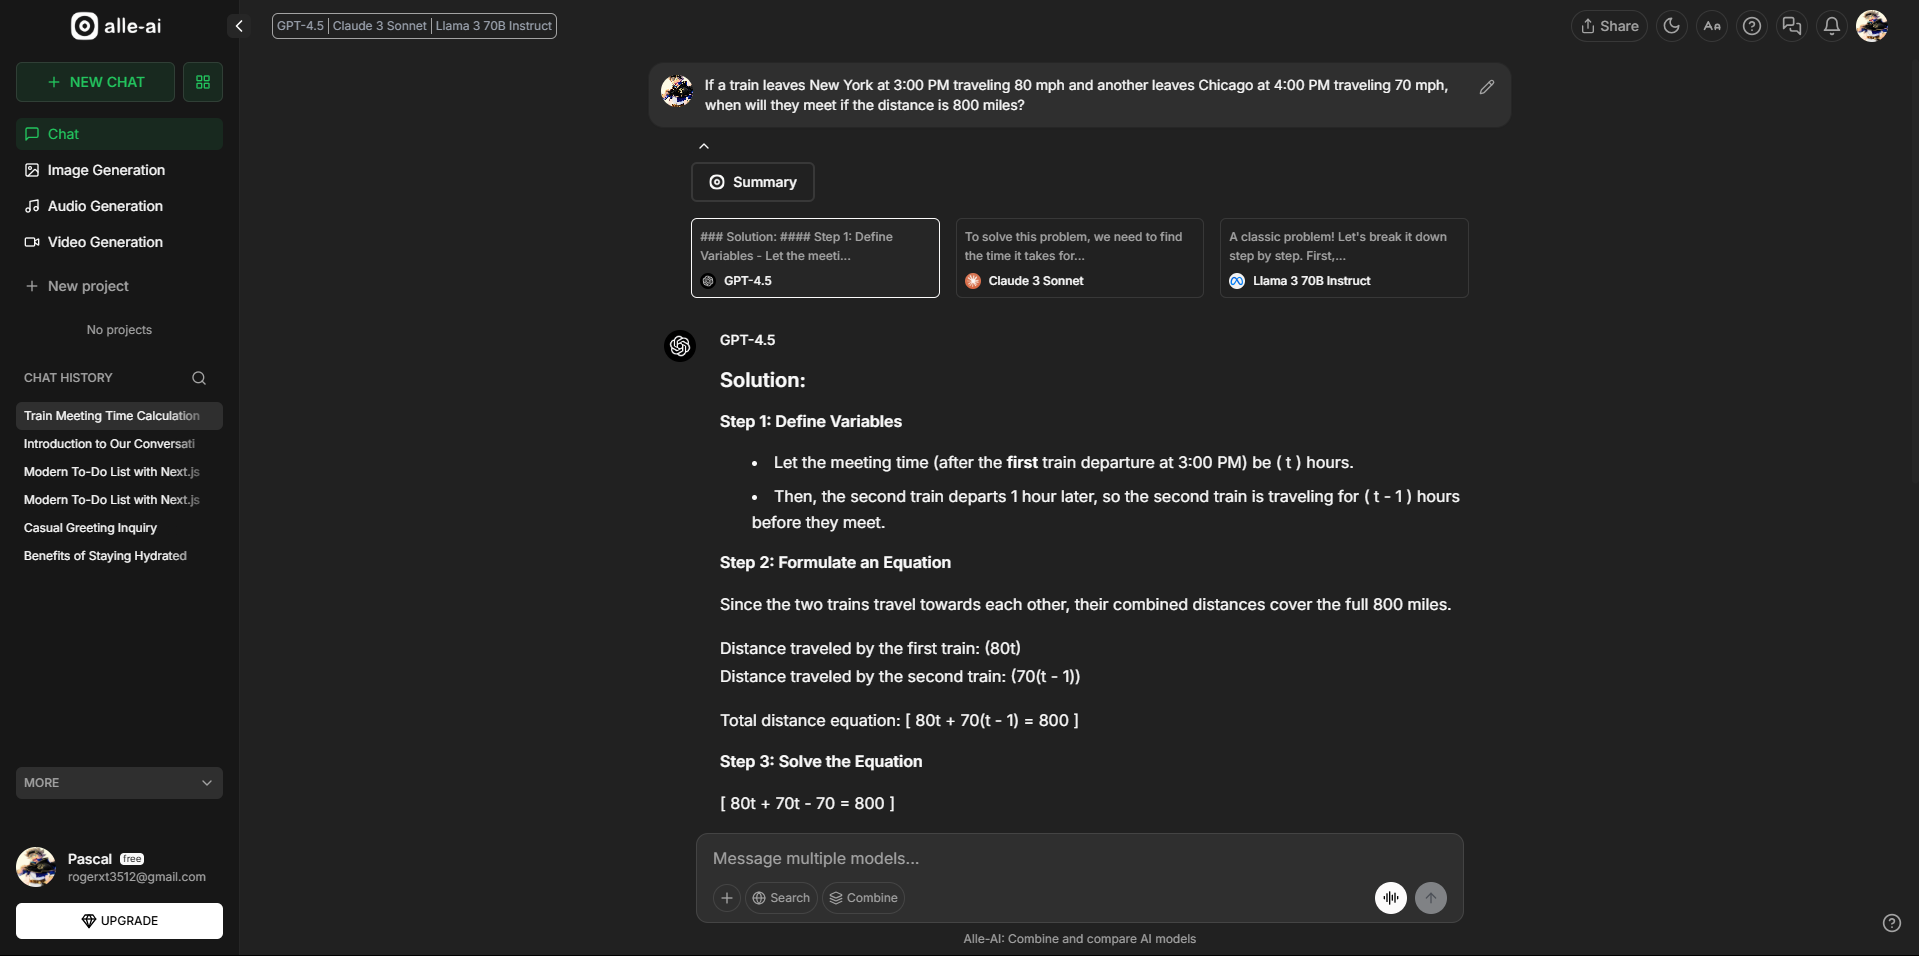 alle-ai
GPT-4.5 | Claude 3 Sonnet | Llama 3 70B Instruct
Share
NEW CHAT
Chat
Image Generation
Audio Generation
Video Generation
New project
No projects
CHAT HISTORY
Train Meeting Time Calculation
Introduction to Our Conversati
Modern To-Do List with Next.js
Modern To-Do List with Next.js
Casual Greeting Inquiry
Benefits of Staying Hydrated
MORE
Pascal free
rogerxt3512@gmail.com
UPGRADE
If a train leaves New York at 3:00 PM traveling 80 mph and another leaves Chicago at 4:00 PM traveling 70 mph,
when will they meet if the distance is 800 miles?
Summary
### Solution: #### Step 1: Define
Variables - Let the meeti...
GPT-4.5
To solve this problem, we need to find
the time it takes for...
Claude 3 Sonnet
A classic problem! Let's break it down
step by step. First,...
Llama 3 70B Instruct
GPT-4.5
Solution:
Step 1: Define Variables
• Let the meeting time (after the first train departure at 3:00 PM) be ( t ) hours.
• Then, the second train departs 1 hour later, so the second train is traveling for ( t - 1 ) hours
before they meet.
Step 2: Formulate an Equation
Since the two trains travel towards each other, their combined distances cover the full 800 miles.
Distance traveled by the first train: (80t)
Distance traveled by the second train: (70(t - 1))
Total distance equation: [ 80t + 70(t - 1) = 800 ]
Step 3: Solve the Equation
[ 80t + 70t - 70 = 800 ]
Message multiple models...
Search
Combine
Alle-AI: Combine and compare AI models